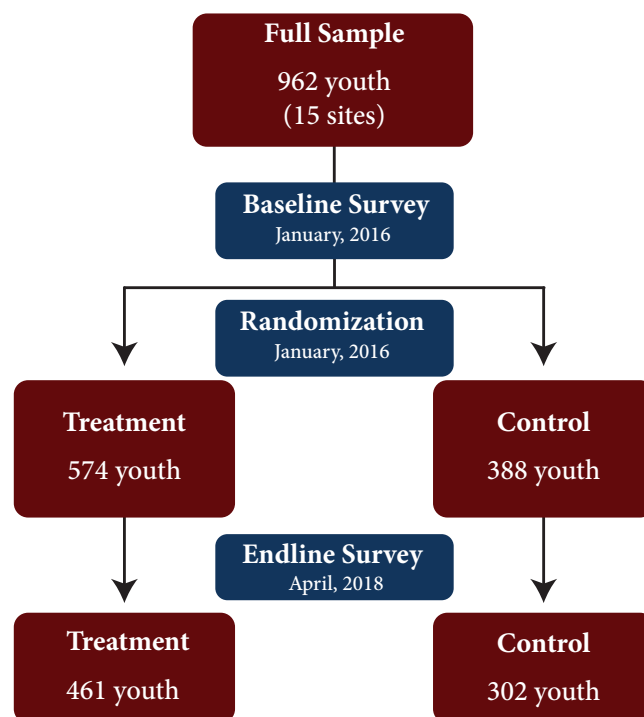 Full Sample
962 youth
(15 sites)
Baseline Survey
January, 2016
Randomization
January, 2016
Treatment
574 youth
Control
388 youth
Endline Survey
April, 2018
Treatment
461 youth
Control
302 youth